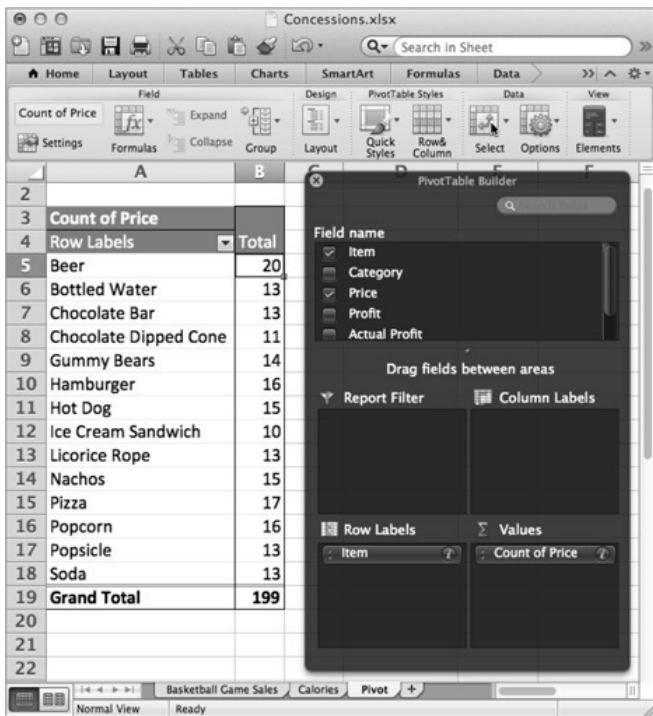 Concessions.xlsx
Search in Sheet
Home Layout Tables Charts SmartArt Formulas Data
Field Design PivotTable Styles Data View
Count of Price
Settings
Formulas
Expand
Collapse
Group
Layout
Quick Styles
Row& Column
Select
Options
Elements
A B
2
3 Count of Price
4 Row Labels Total
5 Beer 20
6 Bottled Water 13
7 Chocolate Bar 13
8 Chocolate Dipped Cone 11
9 Gummy Bears 14
10 Hamburger 16
11 Hot Dog 15
12 Ice Cream Sandwich 10
13 Licorice Rope 13
14 Nachos 15
15 Pizza 17
16 Popcorn 16
17 Popsicle 13
18 Soda 13
19 Grand Total 199
20
21
22
PivotTable Builder
Field name
Item
Category
Price
Profit
Actual Profit
Drag fields between areas
Report Filter Column Labels
Row Labels Σ Values
Item Count of Price
Basketball Game Sales Calories Pivot +
Normal View Ready